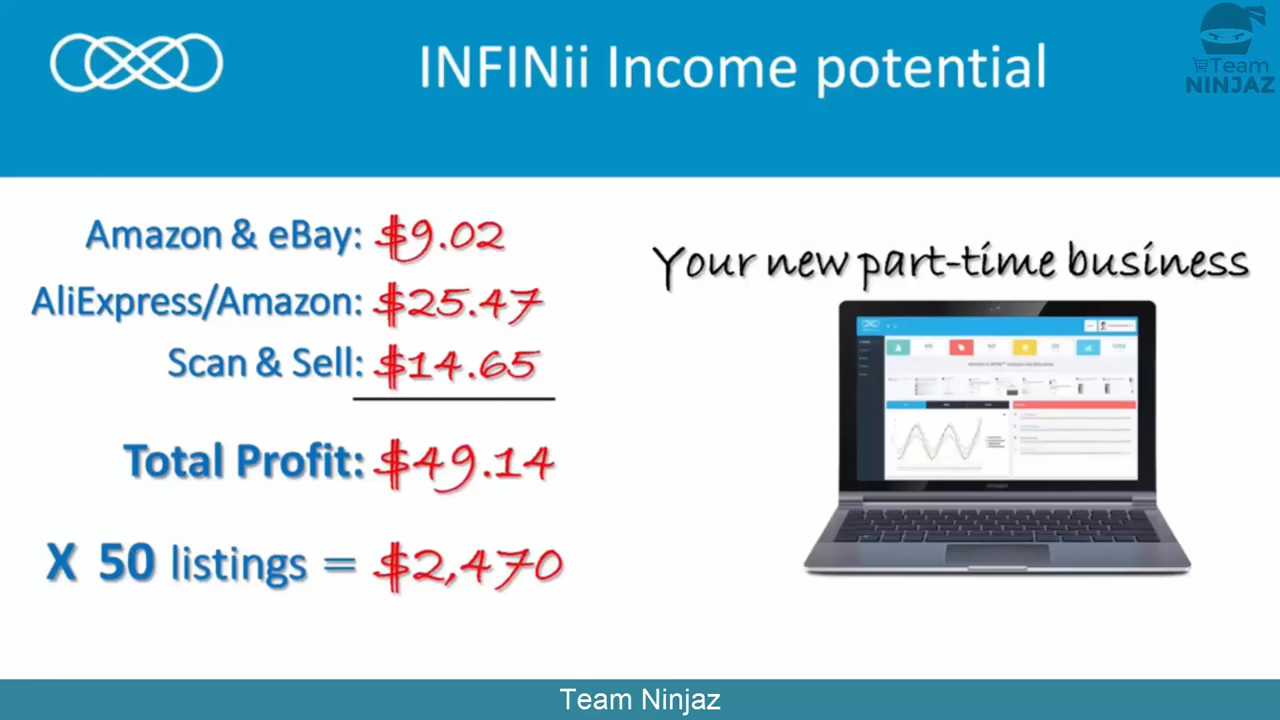 INFINii Income potential
Team
NINJAZ
Amazon & eBay: $9.02
AliExpress/Amazon: $25.47
Scan & Sell: $14.65
Total Profit: $49.14
X 50 listings = $2,470
Your new part-time business
Team Ninjaz